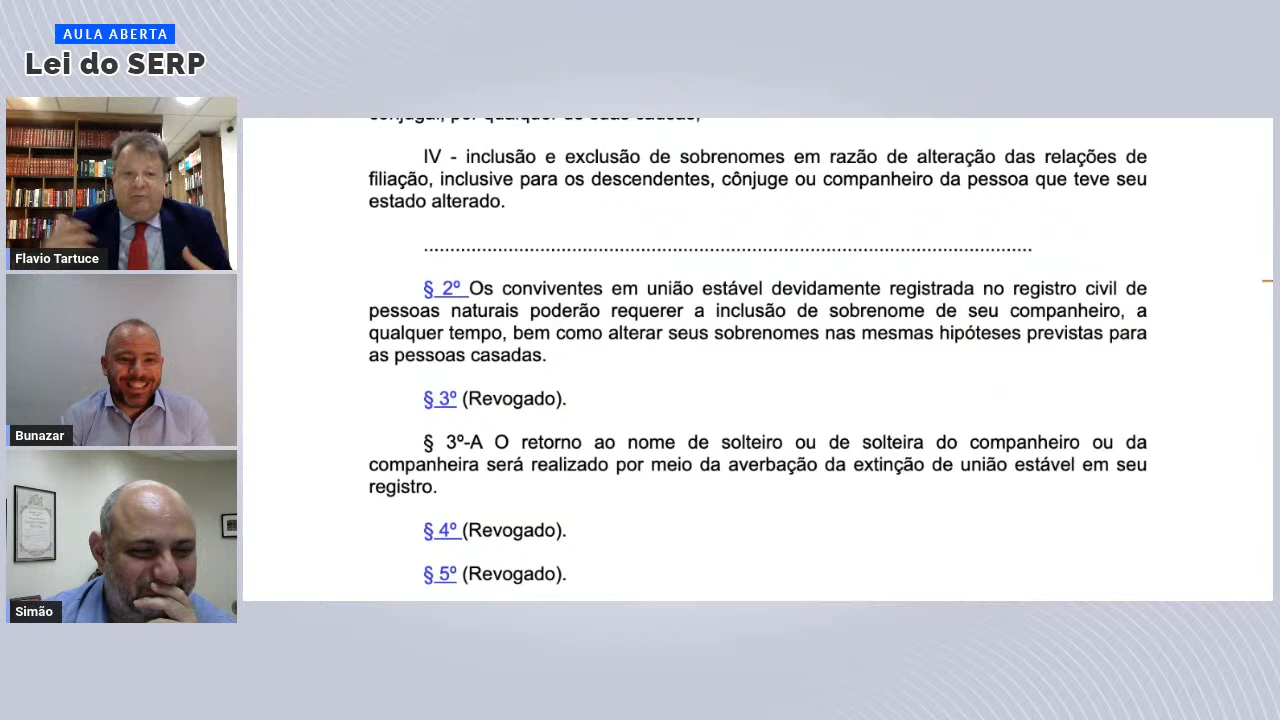 AULA ABERTA
Lei do SERP
Flavio Tartuce
Bunazar
Simão
IV - inclusão e exclusão de sobrenomes em razão de alteração das relações de
filiação, inclusive para os descendentes, cônjuge ou companheiro da pessoa que teve seu
estado alterado.
....................................................................................................................
§ 2º Os conviventes em união estável devidamente registrada no registro civil de
pessoas naturais poderão requerer a inclusão de sobrenome de seu companheiro, a
qualquer tempo, bem como alterar seus sobrenomes nas mesmas hipóteses previstas para
as pessoas casadas.
§ 3º (Revogado).
§ 3º-A O retorno ao nome de solteiro ou de solteira do companheiro ou da
companheira será realizado por meio da averbação da extinção de união estável em seu
registro.
§ 4º (Revogado).
§ 5º (Revogado).